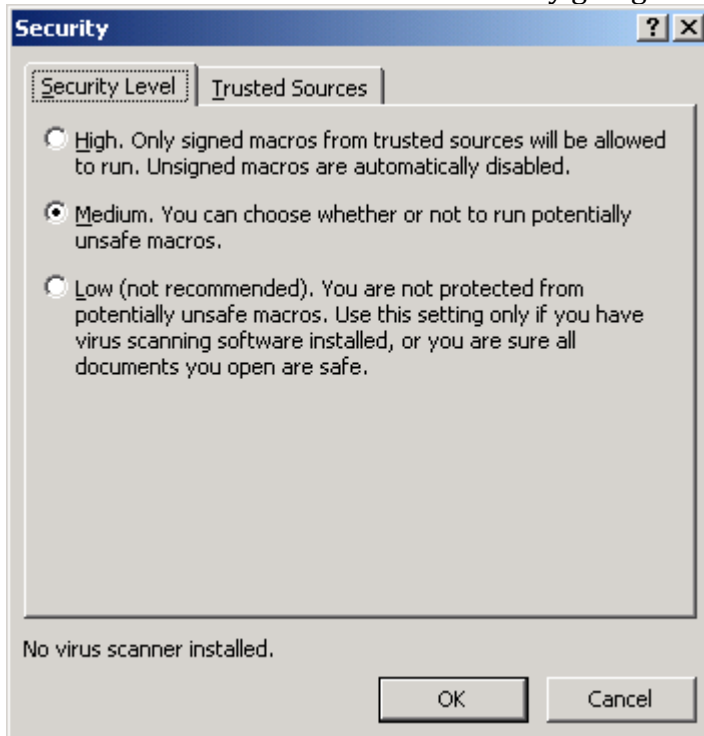 Security
Security Level Trusted Sources
High. Only signed macros from trusted sources will be allowed
to run. Unsigned macros are automatically disabled.
Medium. You can choose whether or not to run potentially
unsafe macros.
Low (not recommended). You are not protected from
potentially unsafe macros. Use this setting only if you have
virus scanning software installed, or you are sure all
documents you open are safe.
No virus scanner installed.
OK Cancel